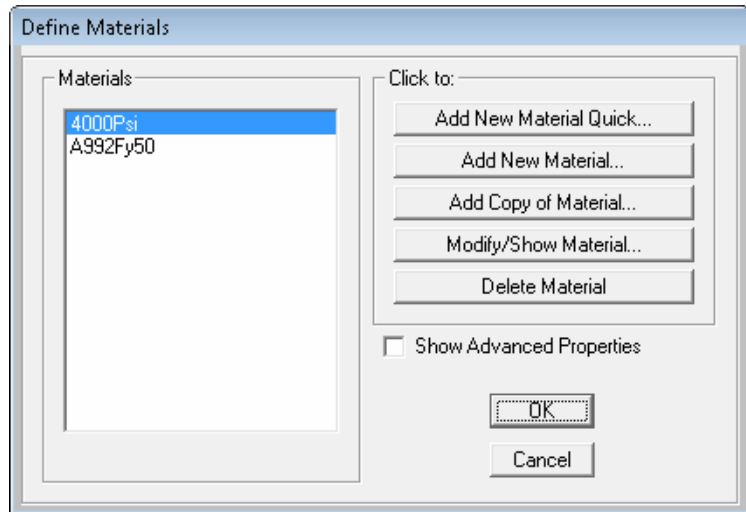 Define Materials
Materials
4000Psi
A992Fy50
Click to:
Add New Material Quick...
Add New Material...
Add Copy of Material...
Modify/Show Material...
Delete Material
Show Advanced Properties
OK
Cancel